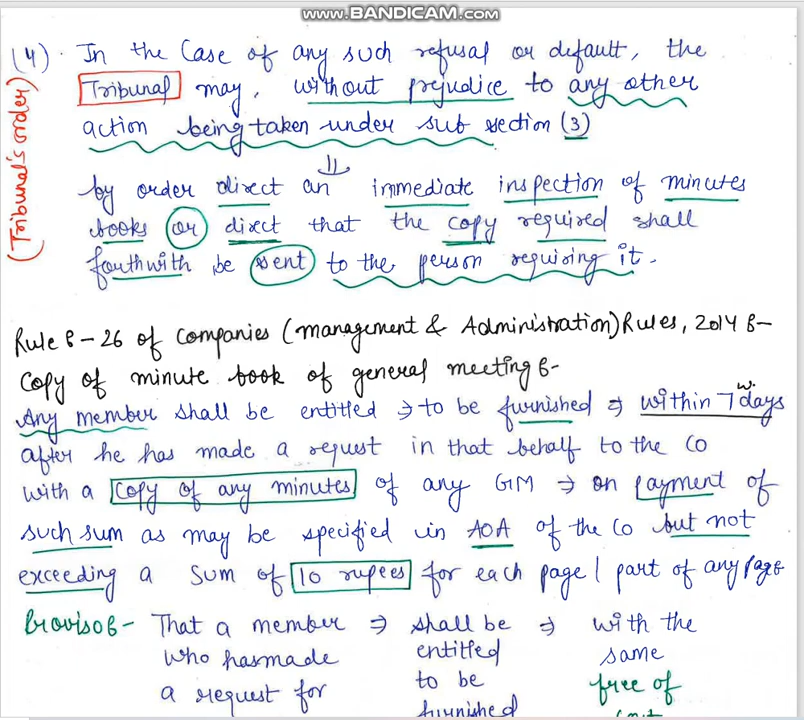 www.BANDICAM.com
(4). In the Case of any such refusal or default, the
(Tribunal's order)
Tribunal may, without prejudice to any other
action being taken under sub section (3)
by order direct an immediate inspection of minutes
books or direct that the copy required shall
forthwith be sent to the person requiring it.
Rule 8-26 of companies (management & Administration) Rules, 2014 8-
Copy of minute book of general meeting 8-
Any member shall be entitled → to be furnished ⇒ within 7 w. days
after he has made a request in that behalf to the Co
with a copy of any minutes of any GM → on payment of
such sum as may be specified in AOA of the Co but not
exceeding a sum of 10 rupees for each page / part of any page
Proviso8- That a member ⇒ shall be ⇒ with the
who has made entitled same
a request for to be free of
furnished cost